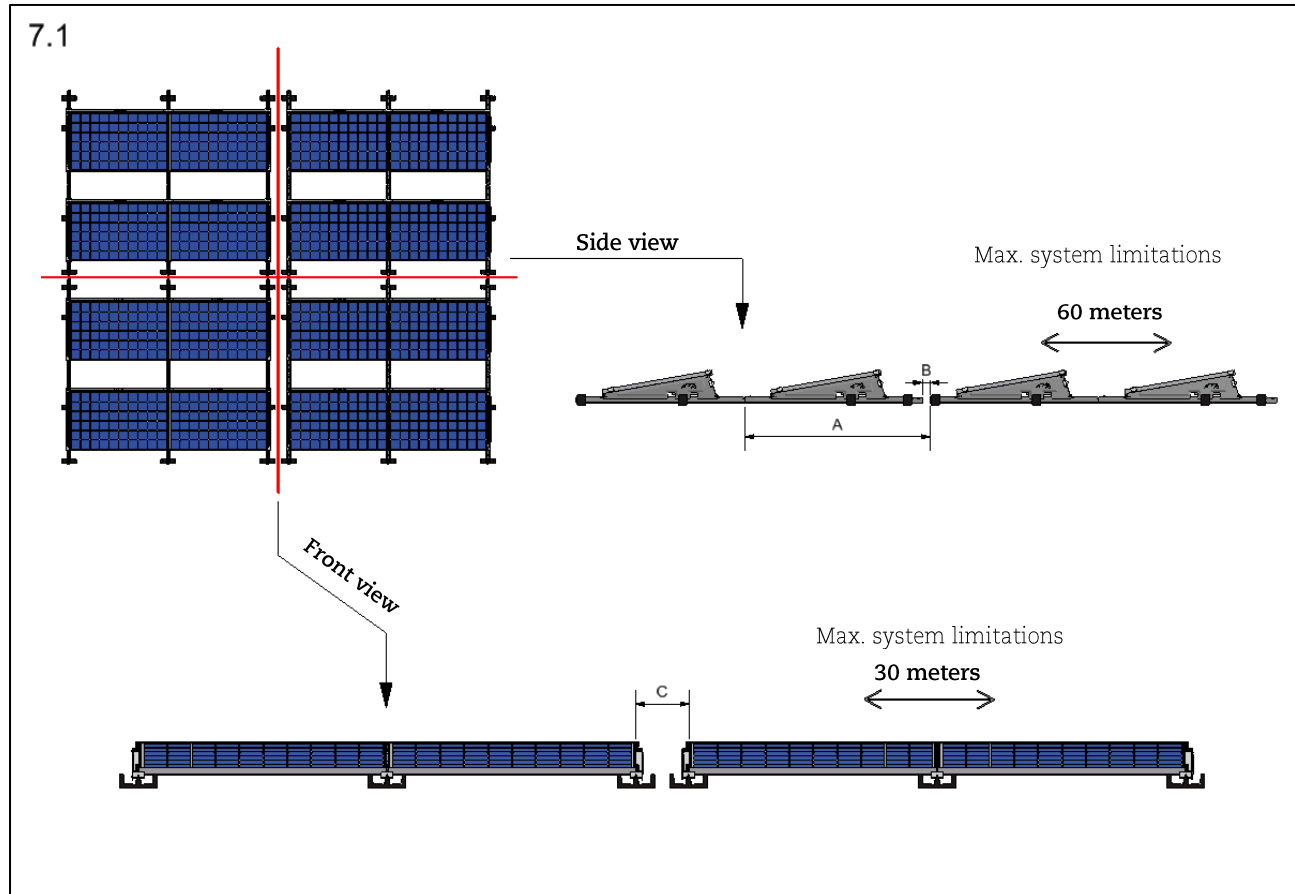 7.1
Side view
Max. system limitations
60 meters
B
A
Front view
Max. system limitations
30 meters
C